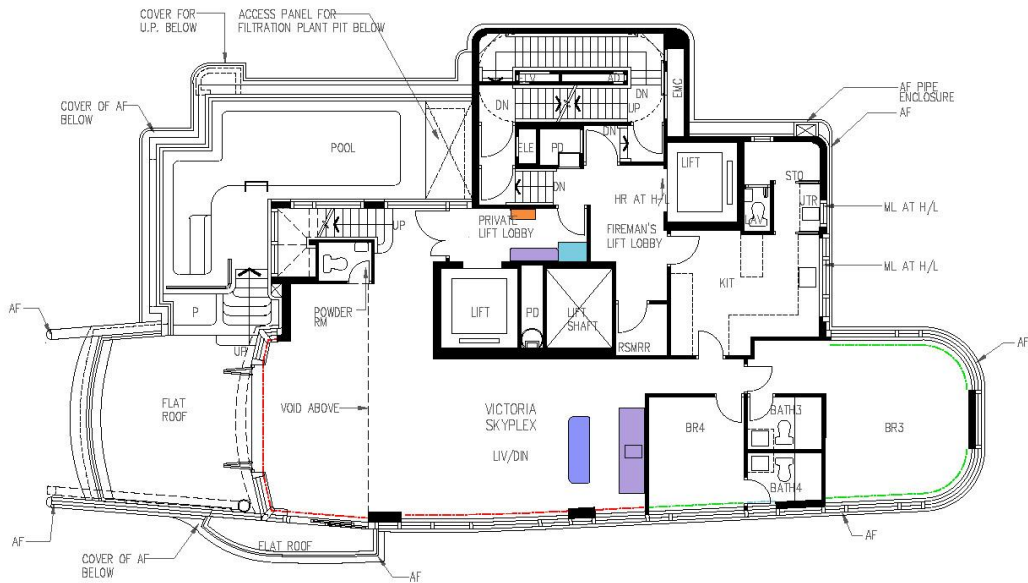 COVER FOR
U.P. BELOW
ACCESS PANEL FOR
FILTRATION PLANT PIT BELOW
COVER OF AF
BELOW
POOL
DN
DN
UP
EMC
AF PIPE
ENCLOSURE
AF
ELE
PD
DN
LIFT
DN
HR AT H/L
STO
LAV
UTR
ML AT H/L
ML AT H/L
UP
PRIVATE
LIFT LOBBY
FIREMAN'S
LIFT LOBBY
KIT
AF
P
POWDER
RM
LIFT
PD
LIFT
SHAFT
RSMRR
UP
AF
FLAT
ROOF
VOID ABOVE
VICTORIA
SKYPLEX
LIV/DIN
BR4
BATH3
BR3
BATH4
AF
COVER OF AF
BELOW
FLAT ROOF
AF
AF